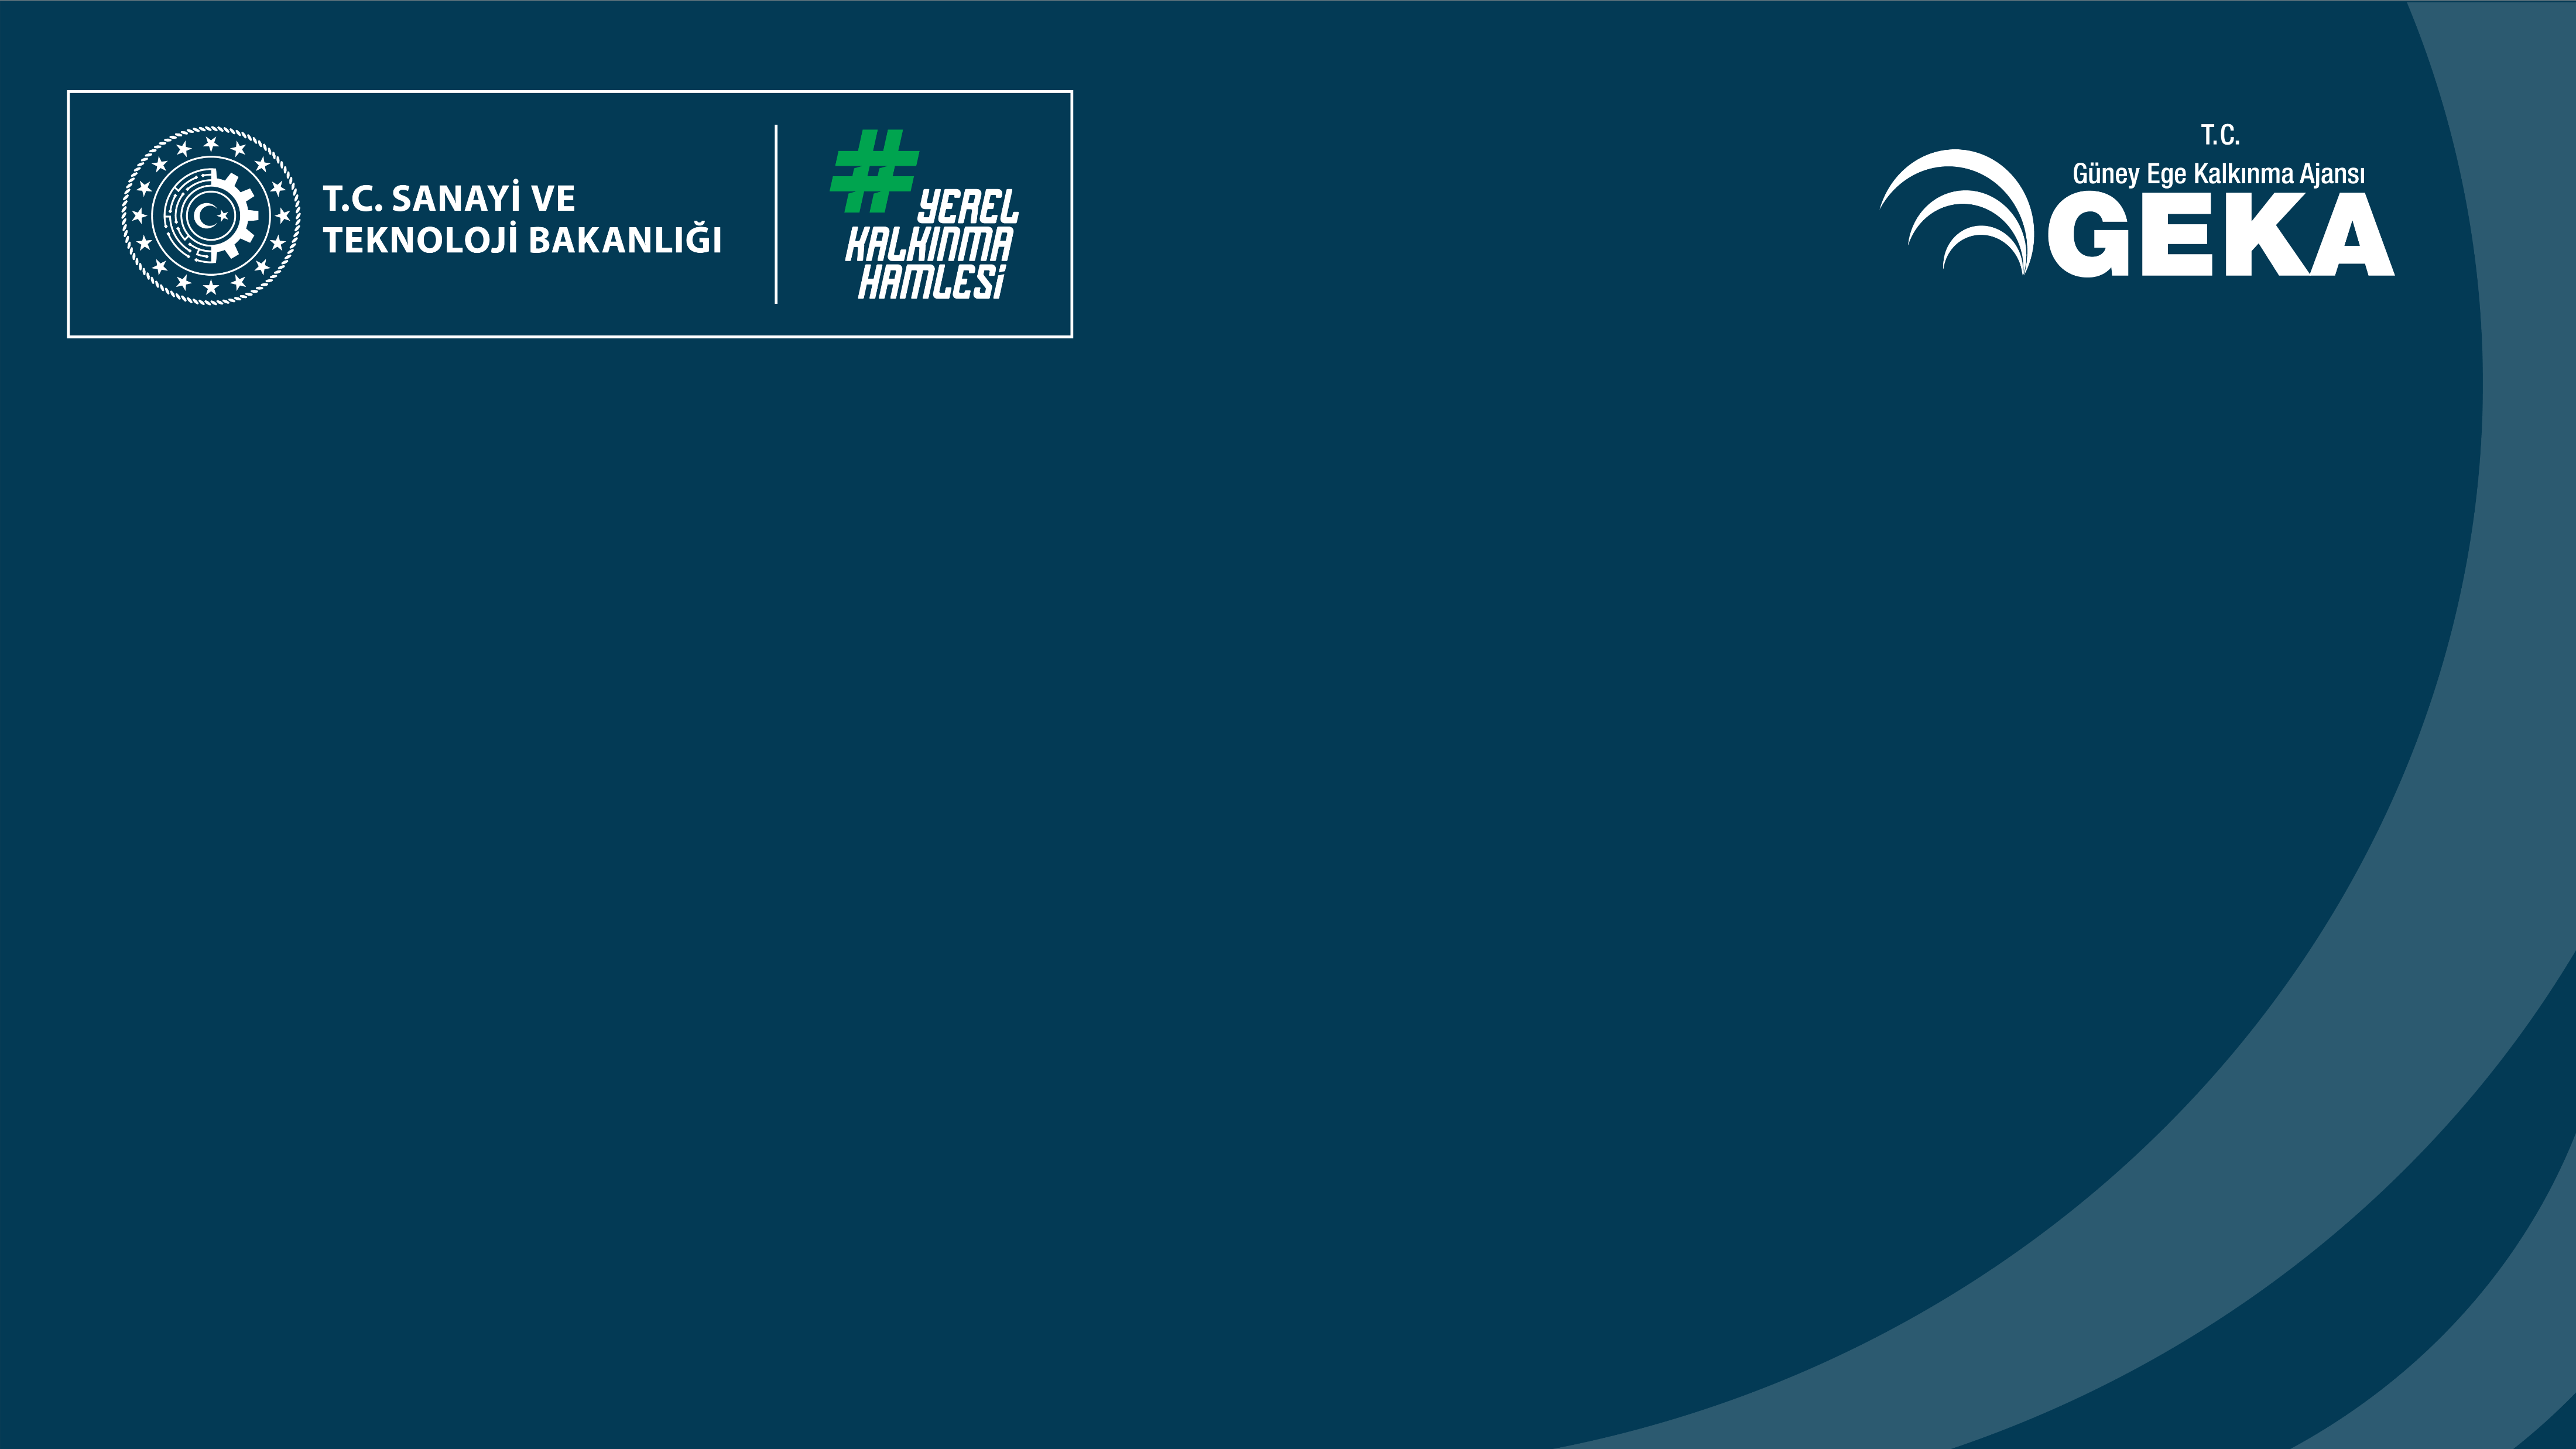 T.C. SANAYİ VE
TEKNOLOJİ BAKANLIĞI
#YEREL
KALKINMA
HAMLESİ
T.C.
Güney Ege Kalkınma Ajansı
GEKA